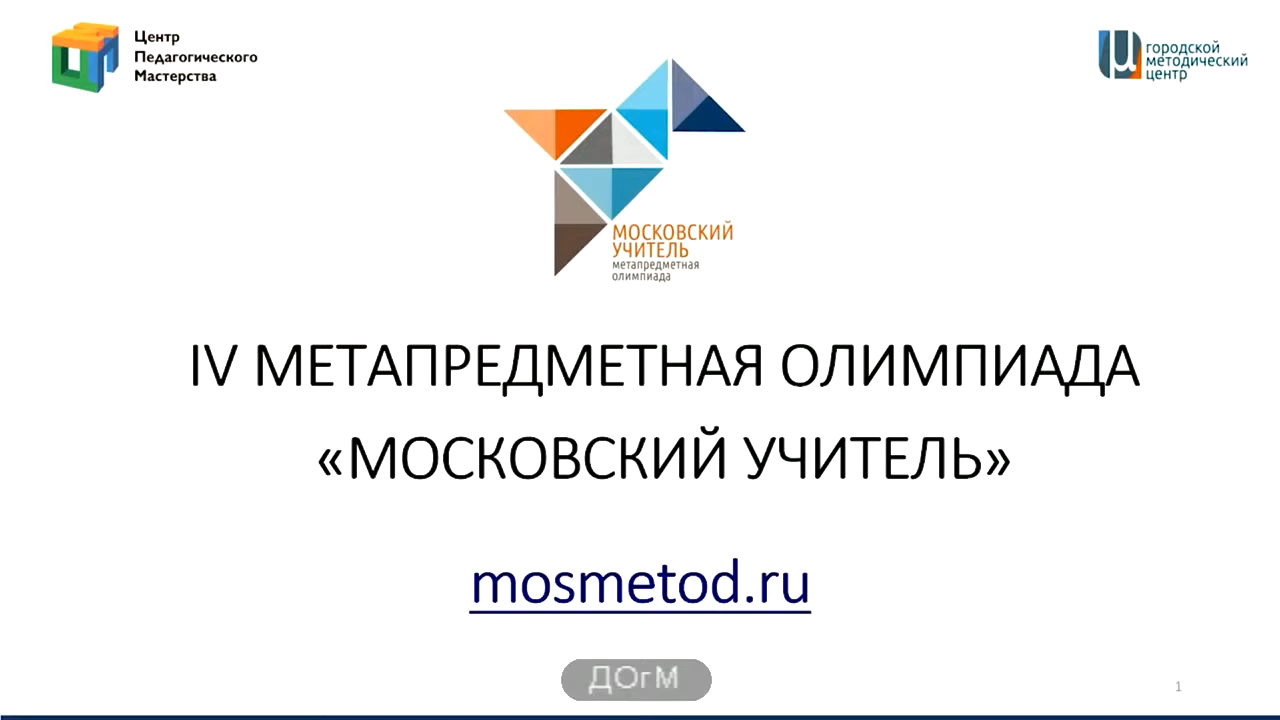 Центр
Педагогического
Мастерства
городской
методический
центр
МОСКОВСКИЙ
УЧИТЕЛЬ
метапредметная
олимпиада
IV МЕТАПРЕДМЕТНАЯ ОЛИМПИАДА
«МОСКОВСКИЙ УЧИТЕЛЬ»
mosmetod.ru
ДОгМ
1